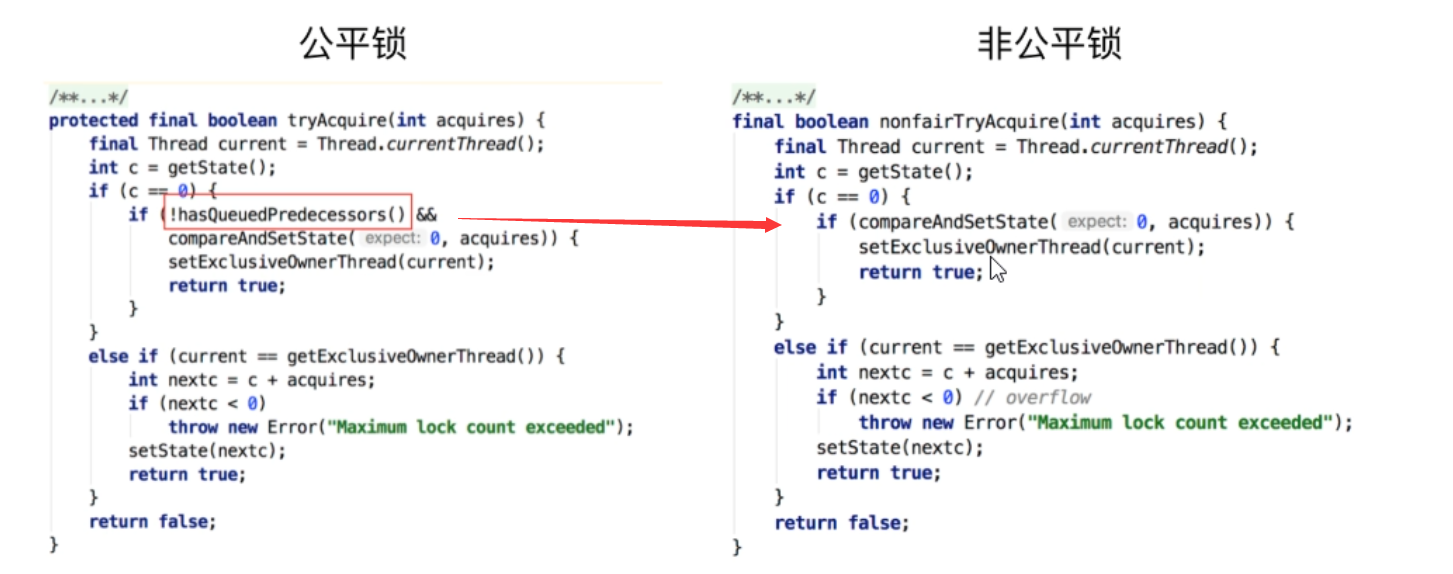 公平锁
/**...*/
protected final boolean tryAcquire(int acquires) {
final Thread current = Thread.currentThread();
int c = getState();
if (c == 0) {
if (!hasQueuedPredecessors() &&
compareAndSetState( expect: 0, acquires)) {
setExclusiveOwnerThread(current);
return true;
}
}
else if (current == getExclusiveOwnerThread()) {
int nextc = c + acquires;
if (nextc < 0)
throw new Error("Maximum lock count exceeded");
setState(nextc);
return true;
}
return false;
}
非公平锁
/**...*/
final boolean nonfairTryAcquire(int acquires) {
final Thread current = Thread.currentThread();
int c = getState();
if (c == 0) {
if (compareAndSetState( expect: 0, acquires)) {
setExclusiveOwnerThread(current);
return true;
}
}
else if (current == getExclusiveOwnerThread()) {
int nextc = c + acquires;
if (nextc < 0) // overflow
throw new Error("Maximum lock count exceeded");
setState(nextc);
return true;
}
return false;
}